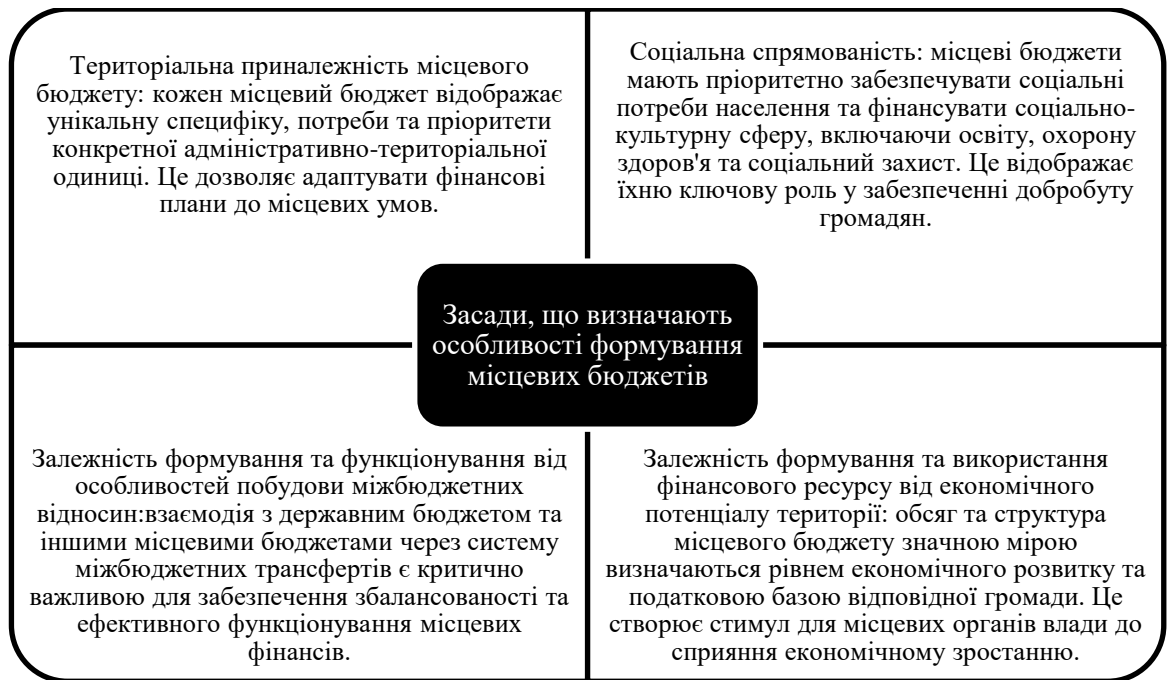 Територіальна приналежність місцевого
бюджету: кожен місцевий бюджет відображає
унікальну специфіку, потреби та пріоритети
конкретної адміністративно-територіальної
одиниці. Це дозволяє адаптувати фінансові
плани до місцевих умов.
Соціальна спрямованість: місцеві бюджети
мають пріоритетно забезпечувати соціальні
потреби населення та фінансувати соціально-
культурну сферу, включаючи освіту, охорону
здоров'я та соціальний захист. Це відображає
їхню ключову роль у забезпеченні добробуту
громадян.
Засади, що визначають
особливості формування
місцевих бюджетів
Залежність формування та функціонування від
особливостей побудови міжбюджетних
відносин:взаємодія з державним бюджетом та
іншими місцевими бюджетами через систему
міжбюджетних трансфертів є критично
важливою для забезпечення збалансованості та
ефективного функціонування місцевих
фінансів.
Залежність формування та використання
фінансового ресурсу від економічного
потенціалу території: обсяг та структура
місцевого бюджету значною мірою
визначаються рівнем економічного розвитку та
податковою базою відповідної громади. Це
створює стимул для місцевих органів влади до
сприяння економічному зростанню.